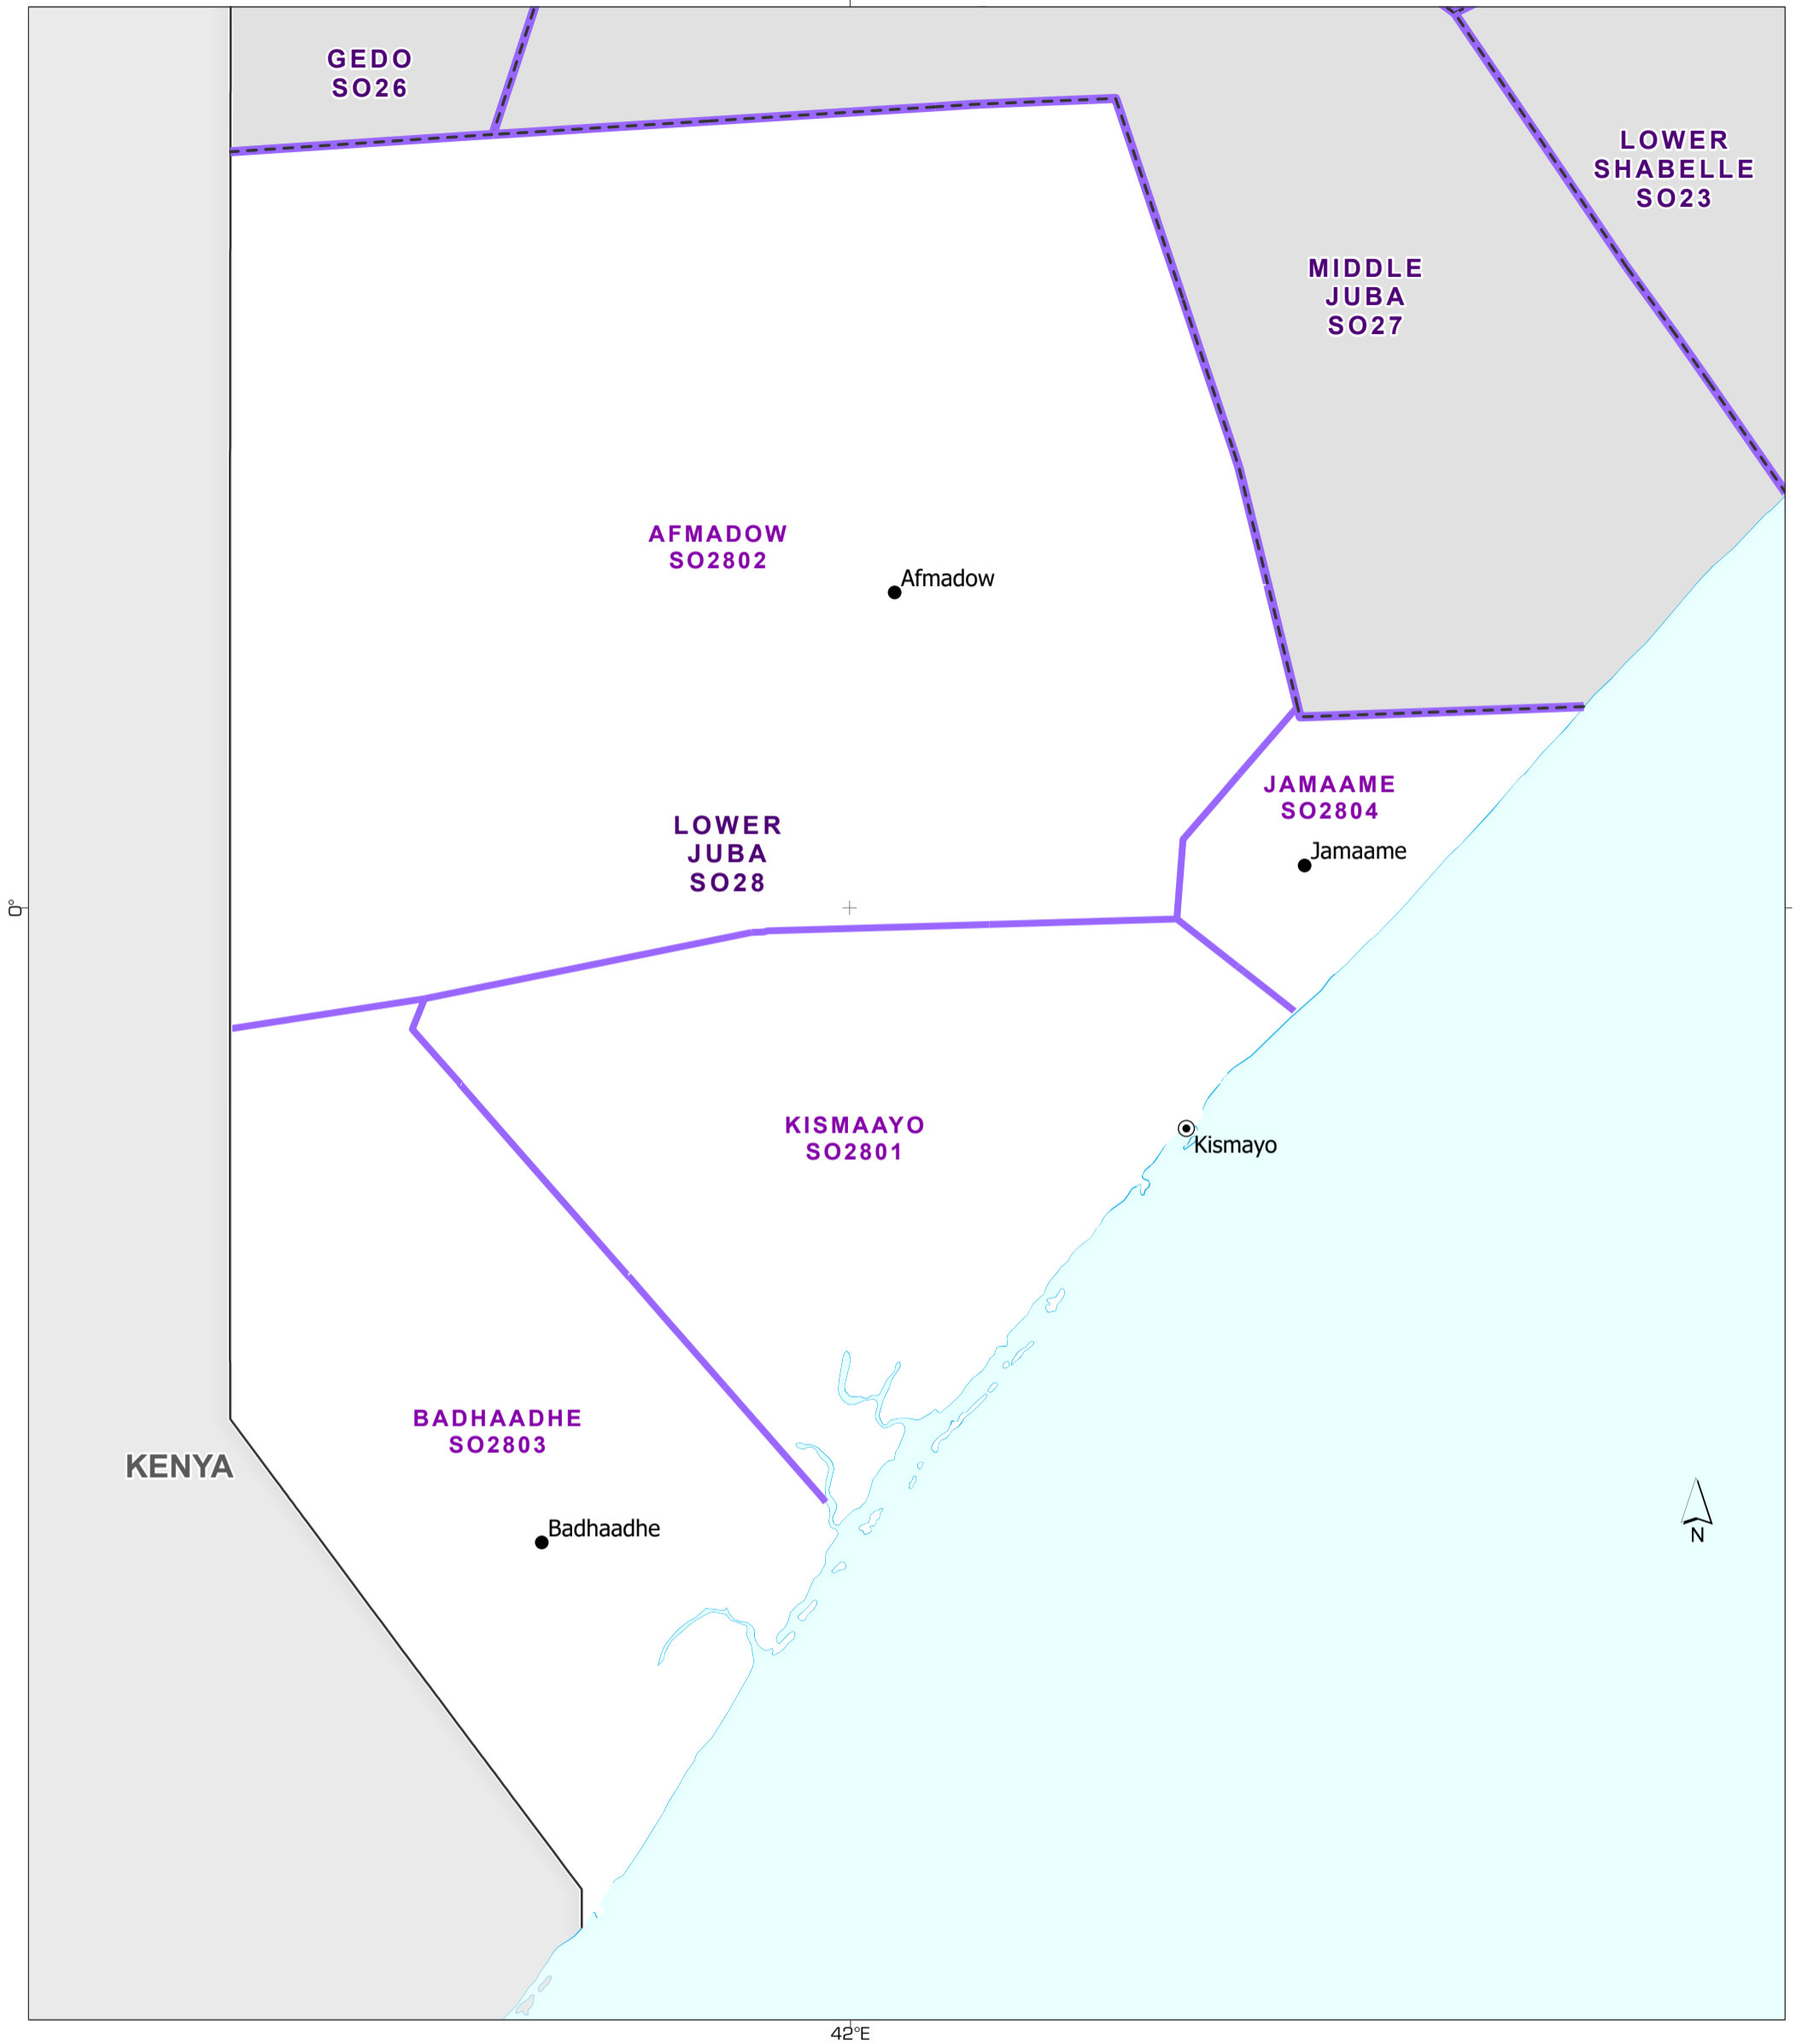 GEDO
SO26
LOWER
SHABELLE
SO23
MIDDLE
JUBA
SO27
AFMADOW
SO2802
Afmadow
JAMAAME
SO2804
Jamaame
LOWER
JUBA
SO28
0°
KISMAAYO
SO2801
Kismayo
BADHAADHE
SO2803
KENYA
Badhaadhe
N
42°E